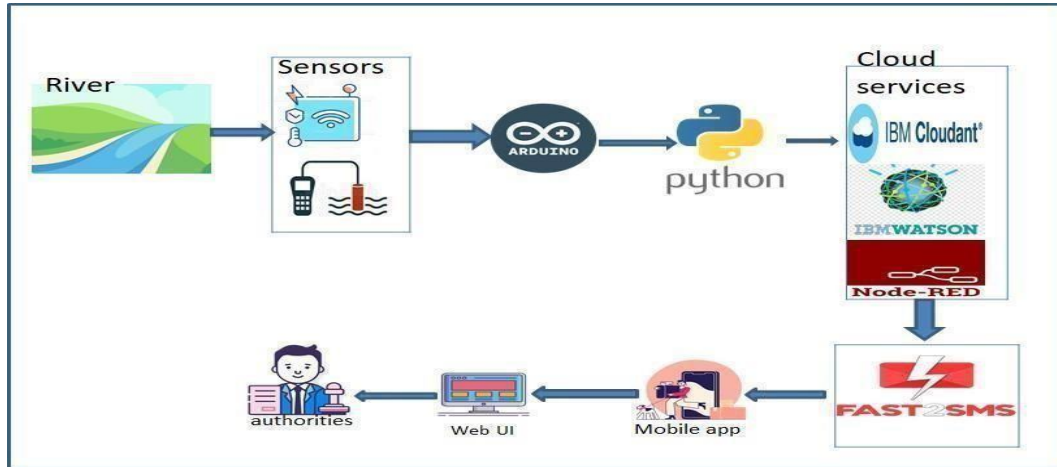 River
Sensors
ARDUINO
python
Cloud
services
IBM Cloudant®
IBMWATSON
Node-RED
FAST2SMS
Mobile app
Web UI
authorities